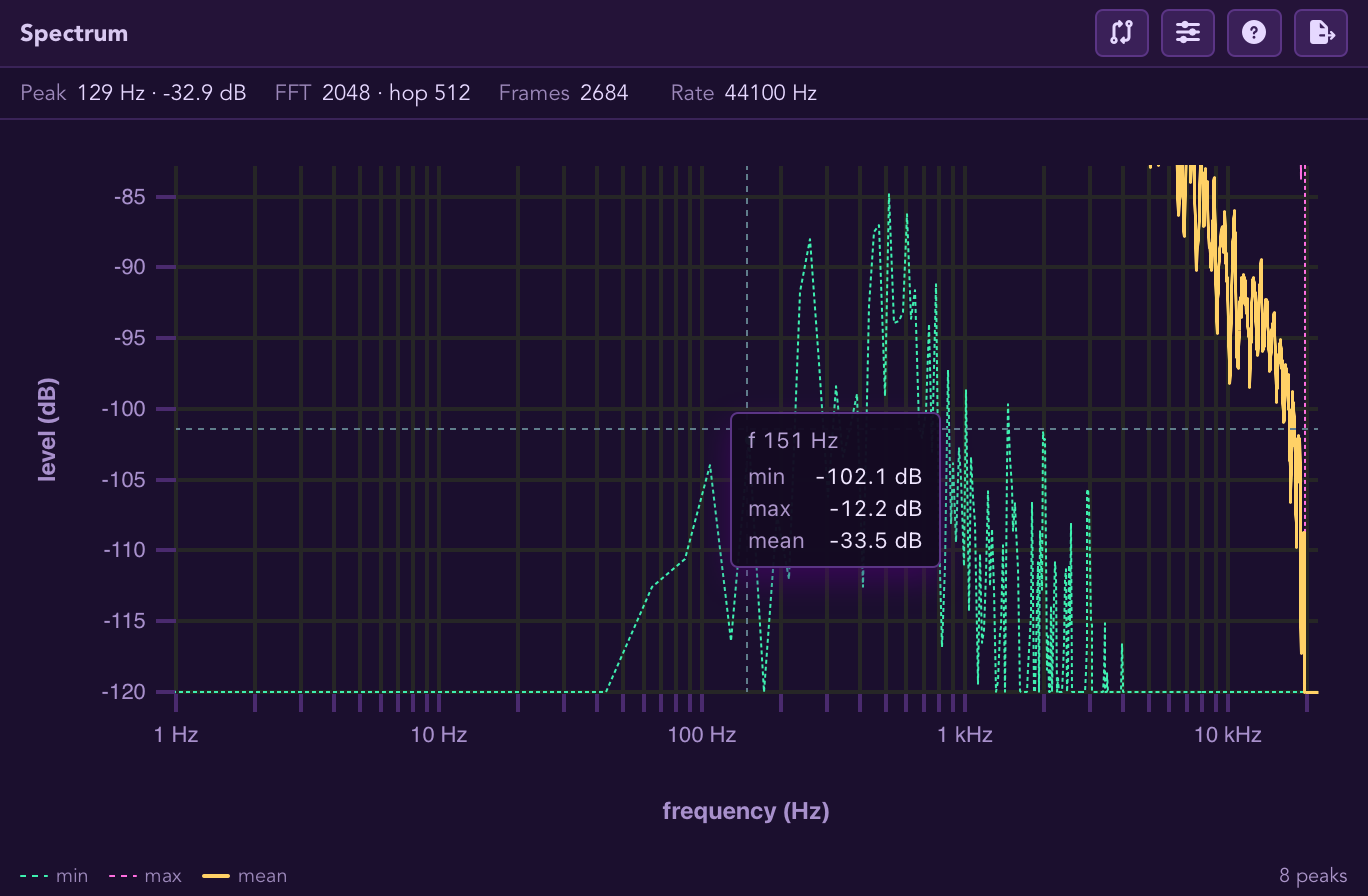 Spectrum
Peak 129 Hz · -32.9 dB FFT 2048 · hop 512 Frames 2684 Rate 44100 Hz
-85
-90
-95
-100
-105
-110
-115
-120
level (dB)
f 151 Hz
min -102.1 dB
max -12.2 dB
mean -33.5 dB
1 Hz 10 Hz 100 Hz 1 kHz 10 kHz
frequency (Hz)
min max mean 8 peaks